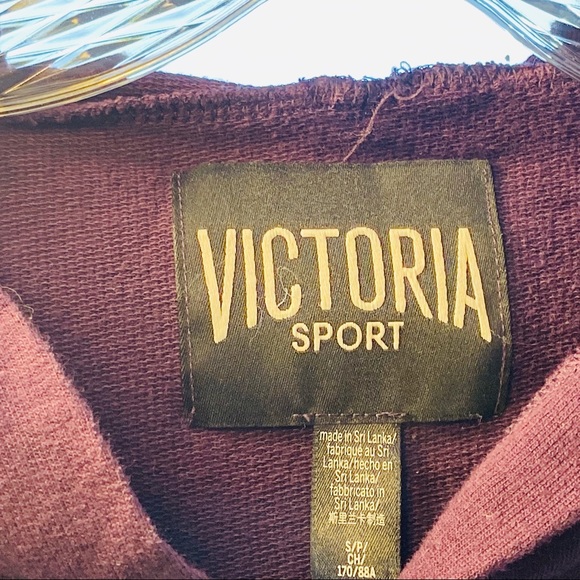 VICTORIA
SPORT
made in Sri Lanka/
fabriqué au Sri
Lanka/hecho en
Sri Lanka/
fabbricato in
Sri Lanka/
斯里兰卡制造
S/P/
CH/
170/88A